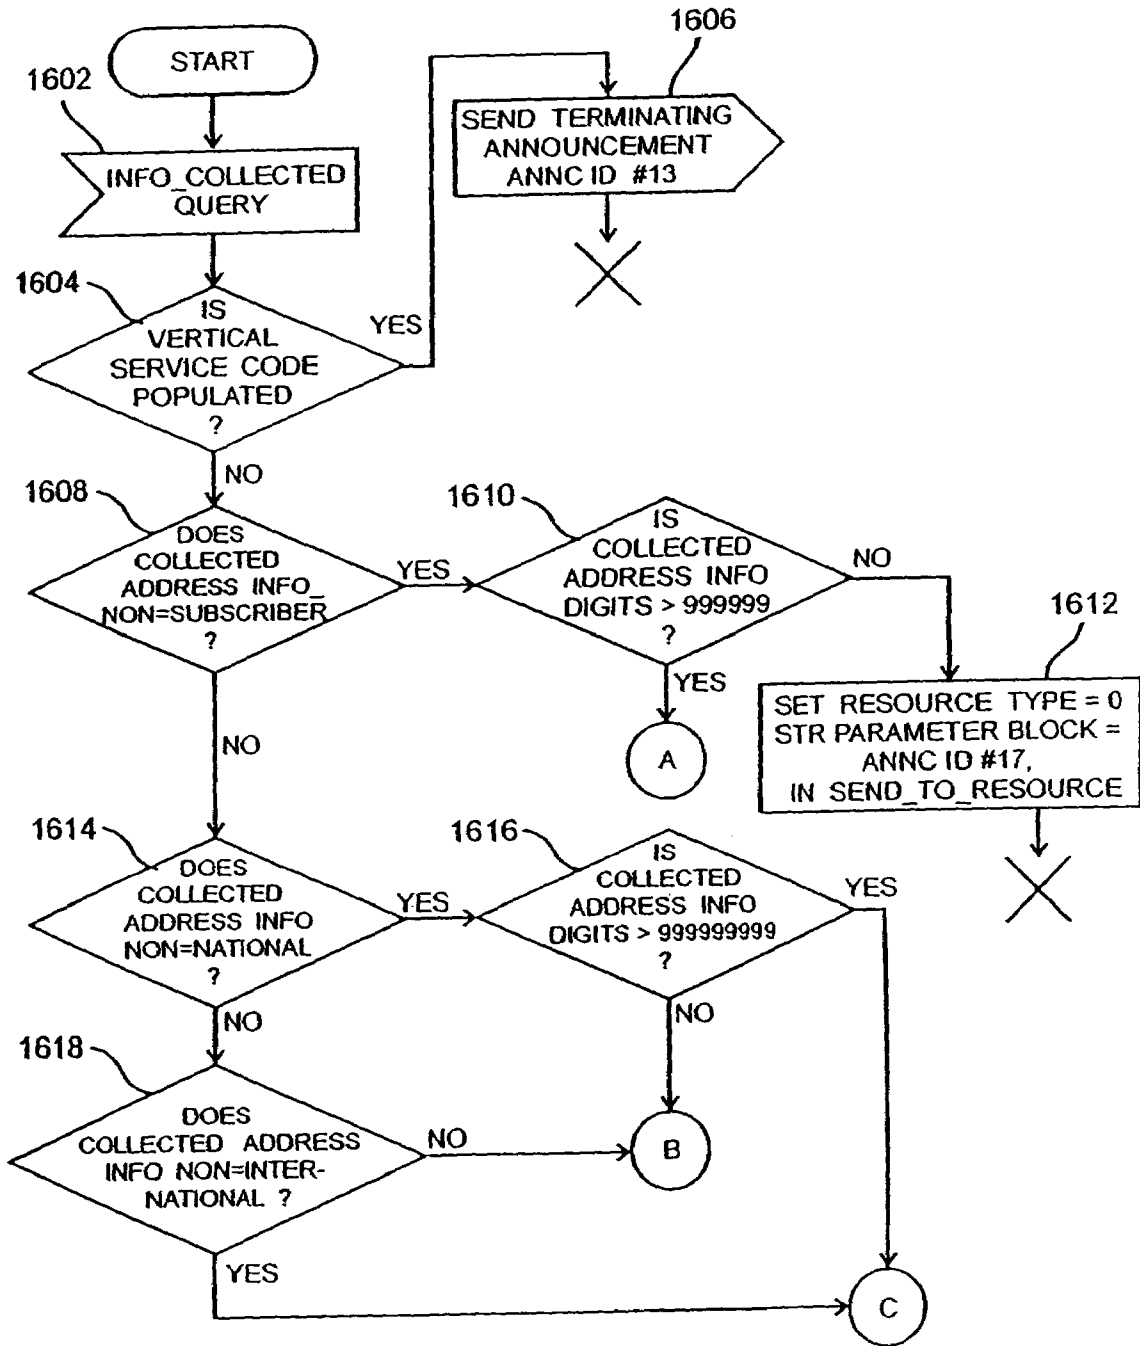 1606
START
1602
SEND TERMINATING
ANNOUNCEMENT
ANNC ID #13
INFO_COLLECTED
QUERY
1604
IS
VERTICAL
SERVICE CODE
POPULATED
?
YES
NO
1608
DOES
COLLECTED
ADDRESS INFO_
NON=SUBSCRIBER
?
YES
1610
IS
COLLECTED
ADDRESS INFO
DIGITS > 999999
?
NO
1612
SET RESOURCE TYPE = 0
STR PARAMETER BLOCK =
ANNC ID #17,
IN SEND_TO_RESOURCE
YES
A
NO
1614
DOES
COLLECTED
ADDRESS INFO
NON=NATIONAL
?
YES
1616
IS
COLLECTED
ADDRESS INFO
DIGITS > 999999999
?
YES
NO
NO
1618
DOES
COLLECTED ADDRESS
INFO NON=INTER-
NATIONAL ?
NO
B
YES
C